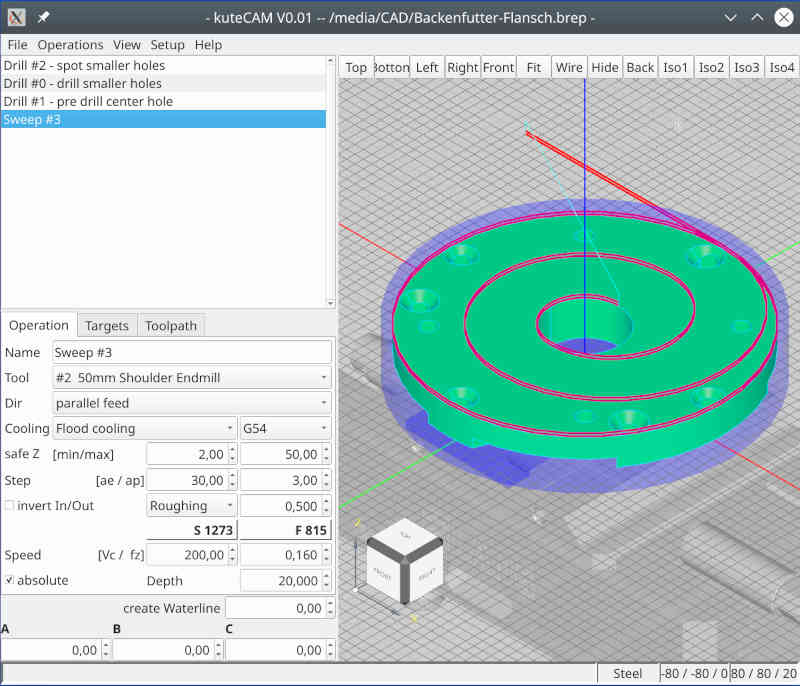 - kuteCAM V0.01 -- /media/CAD/Backenfutter-Flansch.brep -
File Operations View Setup Help
Drill #2 - spot smaller holes
Drill #0 - drill smaller holes
Drill #1 - pre drill center hole
Sweep #3
Top Botton Left Right Front Fit Wire Hide Back Iso1 Iso2 Iso3 Iso4
Operation Targets Toolpath
Name Sweep #3
Tool #2 50mm Shoulder Endmill
Dir parallel feed
Cooling Flood cooling G54
safe Z [min/max] 2,00 50,00
Step [ae / ap] 30,00 3,00
invert In/Out Roughing 0,500
S 1273 F 815
Speed [Vc / fz] 200,00 0,160
absolute Depth 20,000
create Waterline 0,00
A B C
0,00 0,00 0,00
FRONT RIGHT
Steel -80 / -80 / 0 80 / 80 / 20